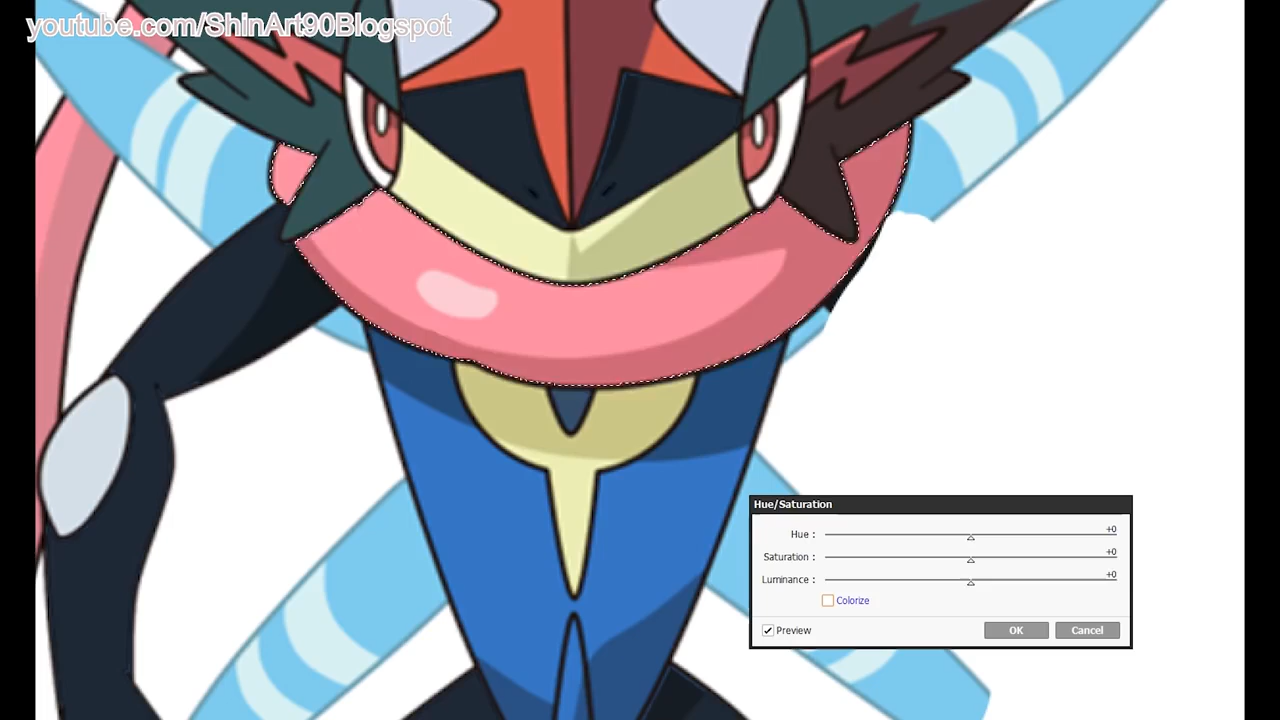 youtube.com/ShinArt90Blogspot
Hue/Saturation
Hue : +0
Saturation : +0
Luminance : +0
Colorize
Preview OK Cancel